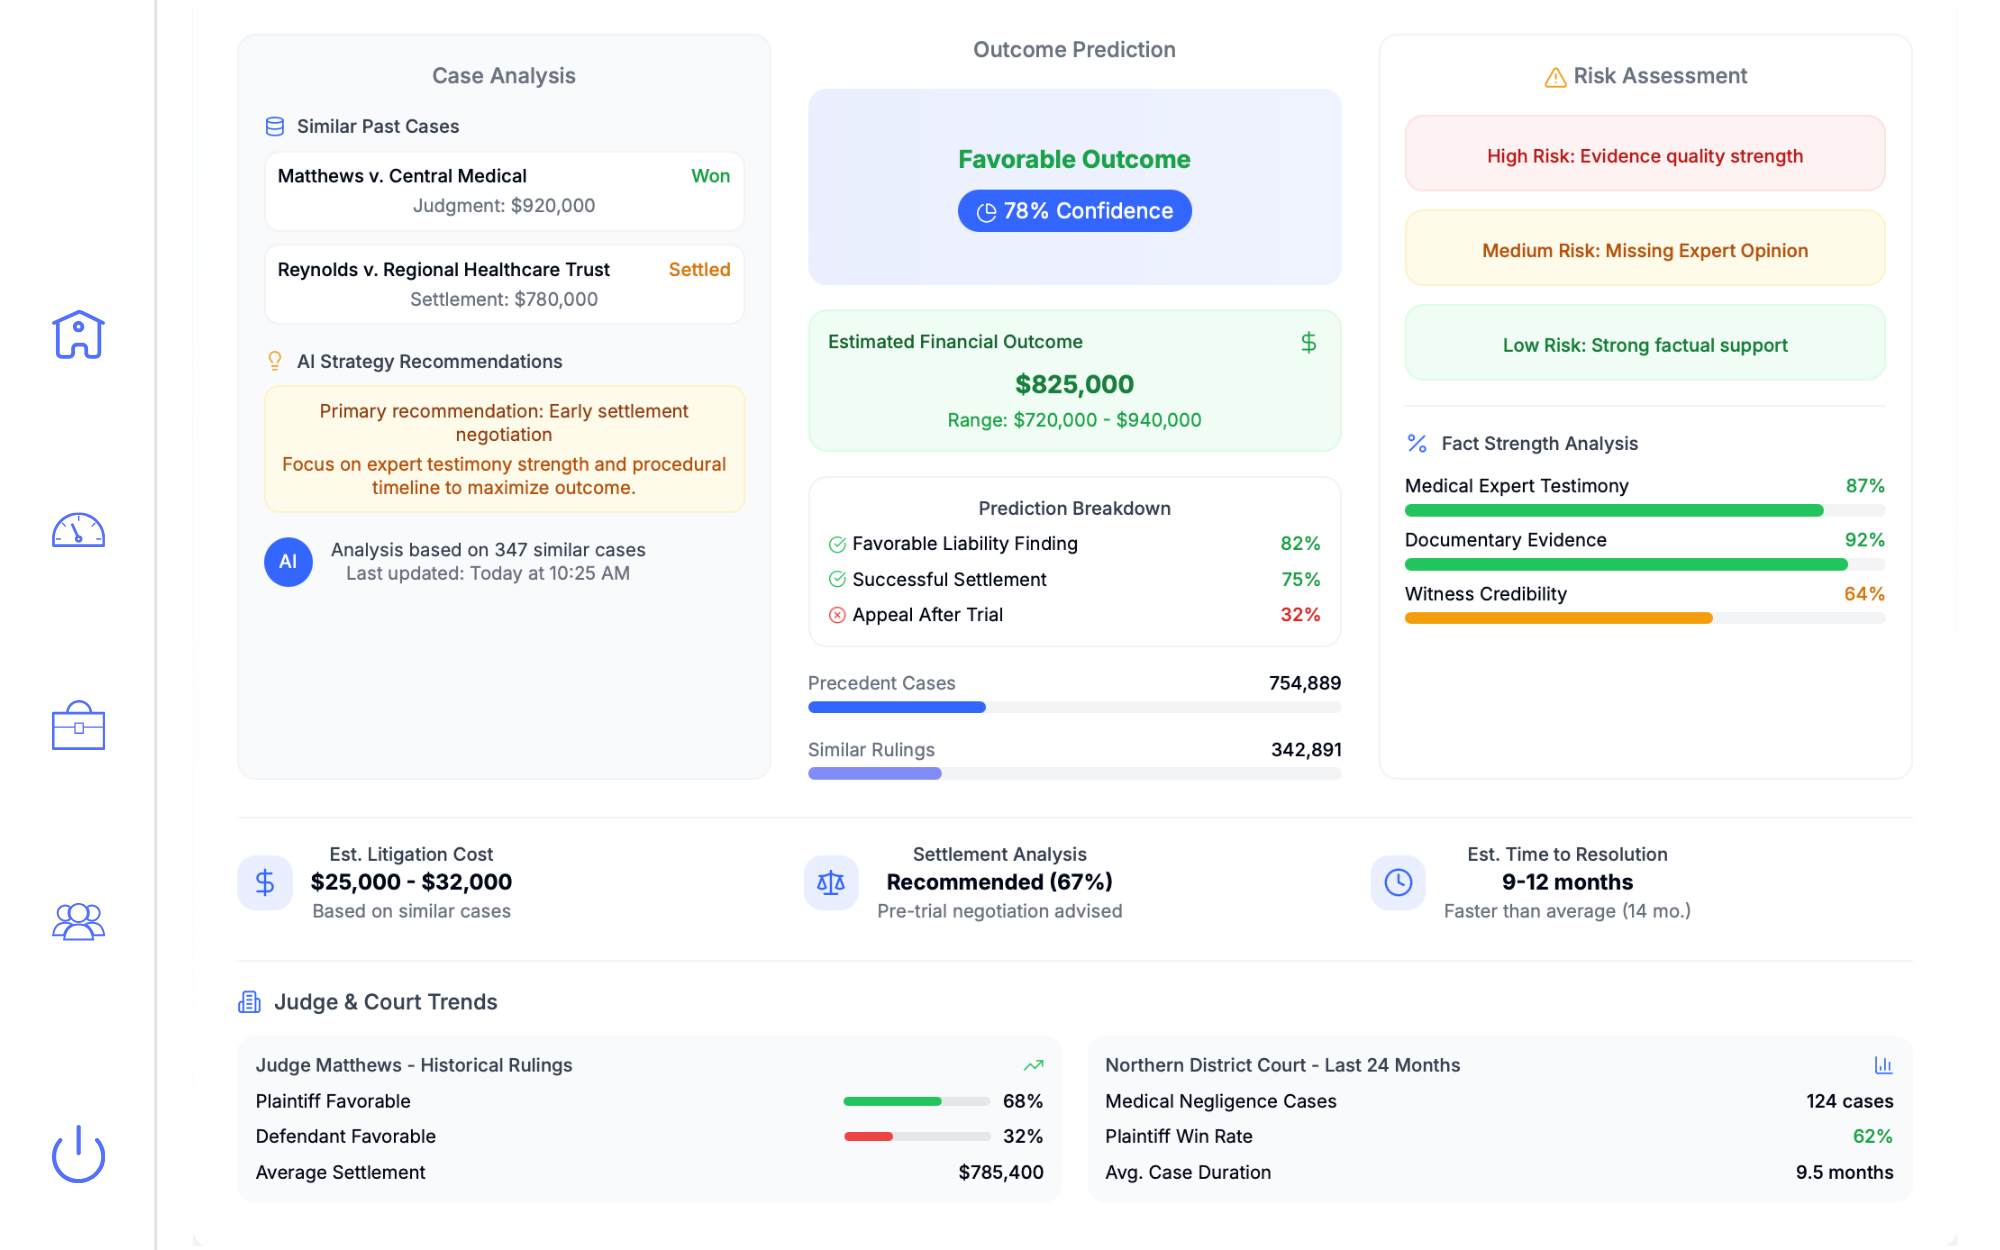 Case Analysis
Similar Past Cases
Matthews v. Central Medical Won
Judgment: $920,000
Reynolds v. Regional Healthcare Trust Settled
Settlement: $780,000
AI Strategy Recommendations
Primary recommendation: Early settlement
negotiation
Focus on expert testimony strength and procedural
timeline to maximize outcome.
AI
Analysis based on 347 similar cases
Last updated: Today at 10:25 AM
Outcome Prediction
Favorable Outcome
78% Confidence
Estimated Financial Outcome $
$825,000
Range: $720,000 - $940,000
Prediction Breakdown
Favorable Liability Finding 82%
Successful Settlement 75%
Appeal After Trial 32%
Precedent Cases 754,889
Similar Rulings 342,891
Risk Assessment
High Risk: Evidence quality strength
Medium Risk: Missing Expert Opinion
Low Risk: Strong factual support
Fact Strength Analysis
Medical Expert Testimony 87%
Documentary Evidence 92%
Witness Credibility 64%
Est. Litigation Cost
$25,000 - $32,000
Based on similar cases
Settlement Analysis
Recommended (67%)
Pre-trial negotiation advised
Est. Time to Resolution
9-12 months
Faster than average (14 mo.)
Judge & Court Trends
Judge Matthews - Historical Rulings
Plaintiff Favorable 68%
Defendant Favorable 32%
Average Settlement $785,400
Northern District Court - Last 24 Months
Medical Negligence Cases 124 cases
Plaintiff Win Rate 62%
Avg. Case Duration 9.5 months